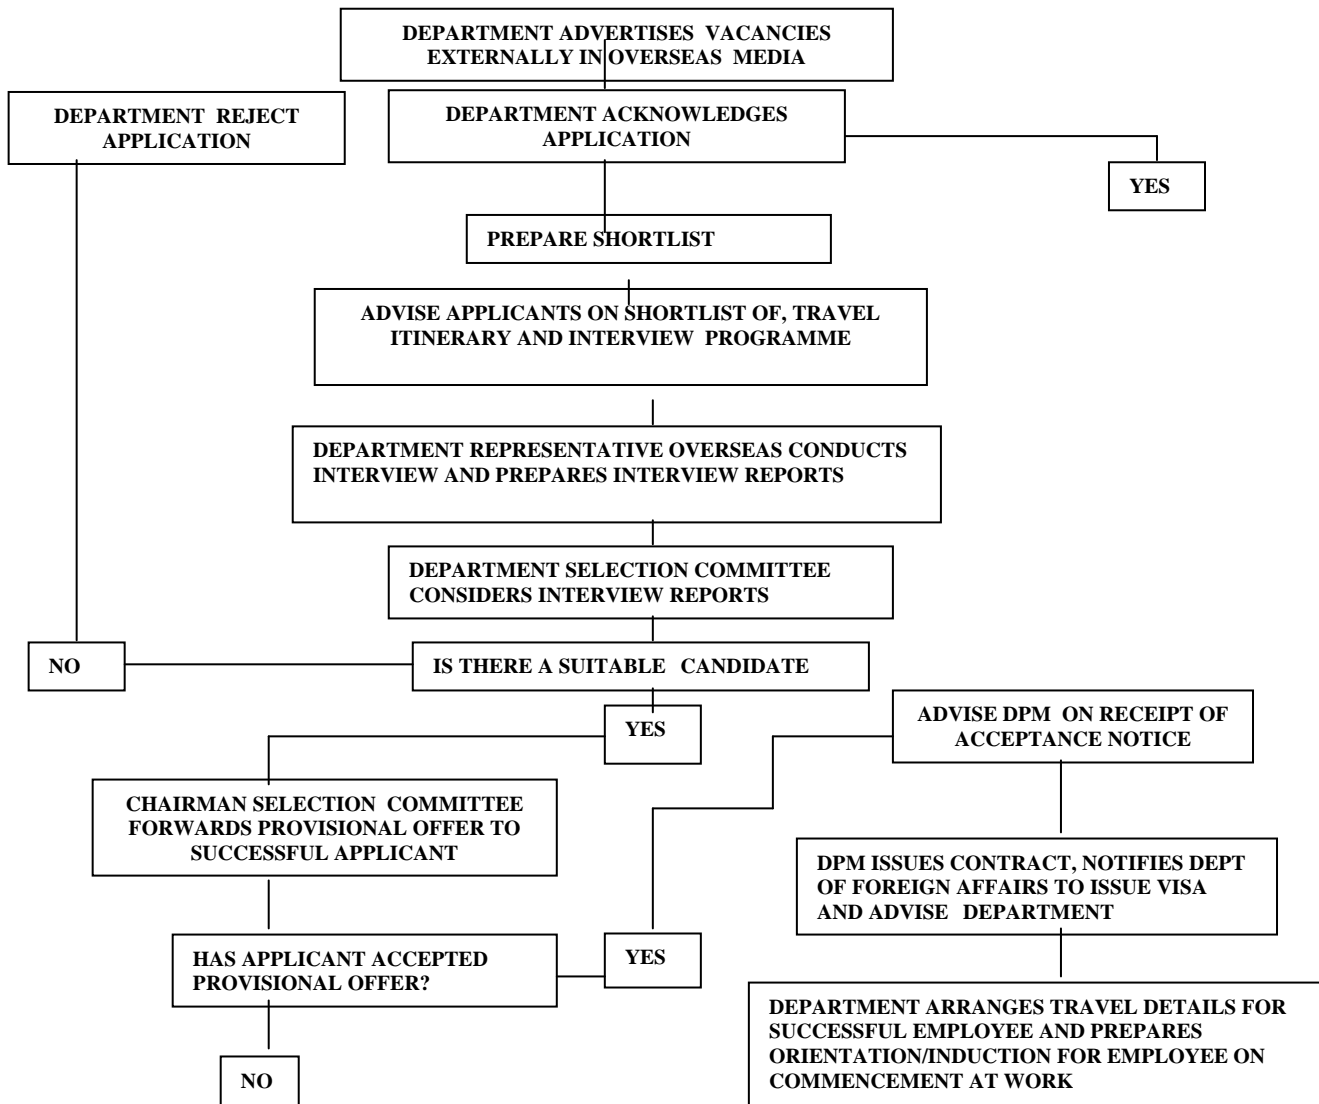 DEPARTMENT ADVERTISES VACANCIES
EXTERNALLY IN OVERSEAS MEDIA
DEPARTMENT REJECT
APPLICATION
DEPARTMENT ACKNOWLEDGES
APPLICATION
YES
PREPARE SHORTLIST
ADVISE APPLICANTS ON SHORTLIST OF, TRAVEL
ITINERARY AND INTERVIEW PROGRAMME
DEPARTMENT REPRESENTATIVE OVERSEAS CONDUCTS
INTERVIEW AND PREPARES INTERVIEW REPORTS
DEPARTMENT SELECTION COMMITTEE
CONSIDERS INTERVIEW REPORTS
NO
IS THERE A SUITABLE CANDIDATE
YES
ADVISE DPM ON RECEIPT OF
ACCEPTANCE NOTICE
CHAIRMAN SELECTION COMMITTEE
FORWARDS PROVISIONAL OFFER TO
SUCCESSFUL APPLICANT
DPM ISSUES CONTRACT, NOTIFIES DEPT
OF FOREIGN AFFAIRS TO ISSUE VISA
AND ADVISE DEPARTMENT
HAS APPLICANT ACCEPTED
PROVISIONAL OFFER?
YES
DEPARTMENT ARRANGES TRAVEL DETAILS FOR
SUCCESSFUL EMPLOYEE AND PREPARES
ORIENTATION/INDUCTION FOR EMPLOYEE ON
COMMENCEMENT AT WORK
NO